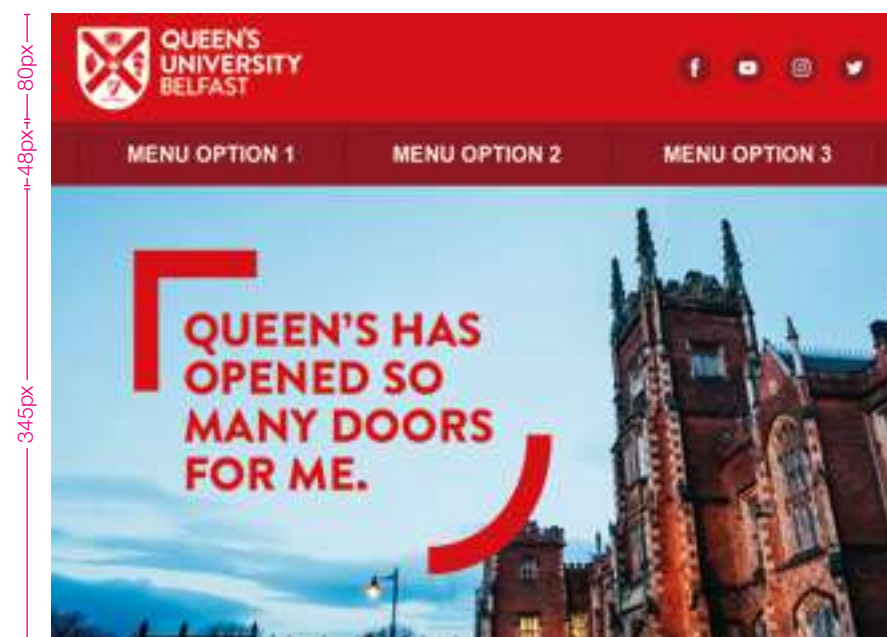 80px
QUEEN'S
UNIVERSITY
BELFAST
48px
MENU OPTION 1
MENU OPTION 2
MENU OPTION 3
345px
QUEEN'S HAS
OPENED SO
MANY DOORS
FOR ME.